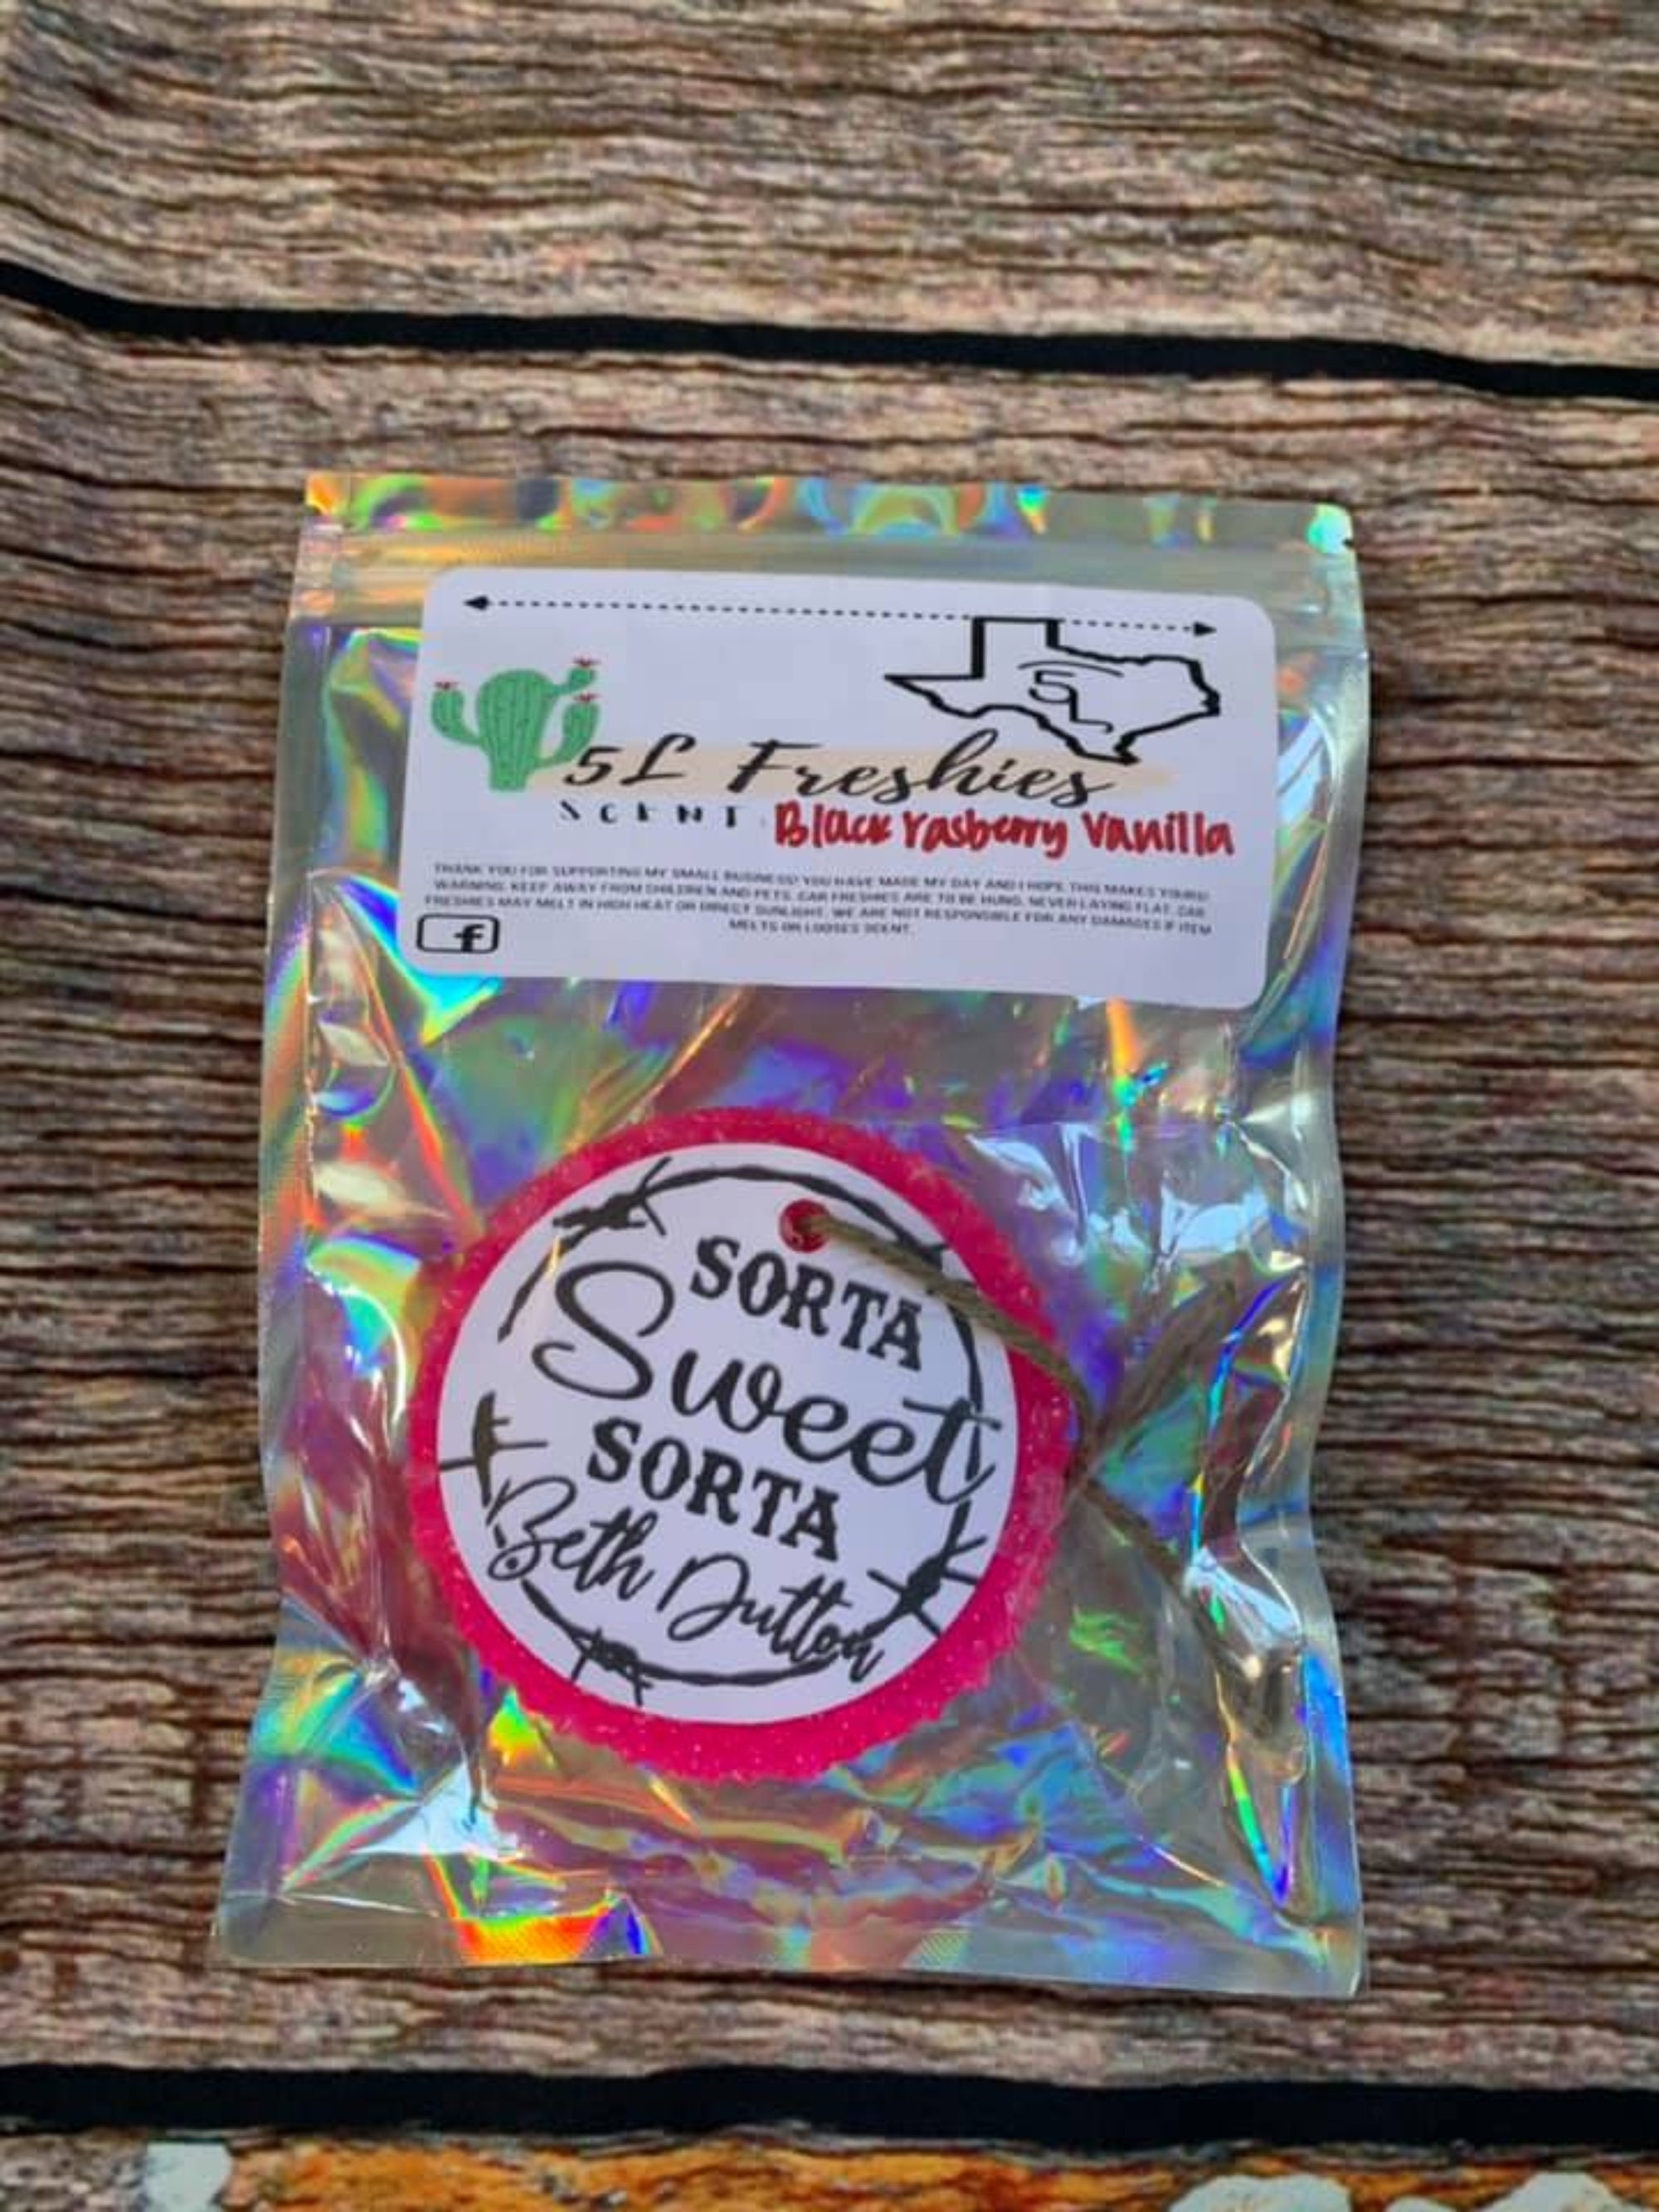 5L
5L Freshies
SCENT: Black rasberry Vanilla
THANK YOU FOR SUPPORTING MY SMALL BUSINESS! YOU HAVE MADE MY DAY AND I HOPE THIS MAKES YOURS!
WARNING: KEEP AWAY FROM CHILDREN AND PETS. CAR FRESHIES ARE TO BE HUNG, NEVER LAYING FLAT. CAR
FRESHIES MAY MELT IN HIGH HEAT OR DIRECT SUNLIGHT. WE ARE NOT RESPONSIBLE FOR ANY DAMAGES IF ITEM
MELTS OR LOOSES SCENT.
f
SORTA
Sweet
SORTA
Beth Dutton